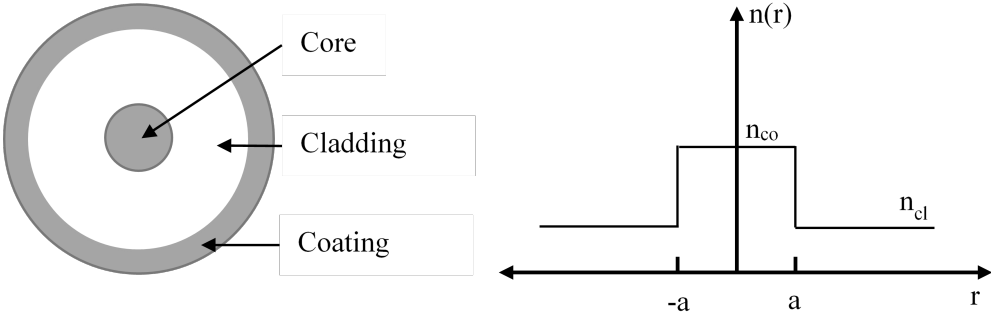 Core
Cladding
Coating
n(r)
nco
ncl
-a
a
r